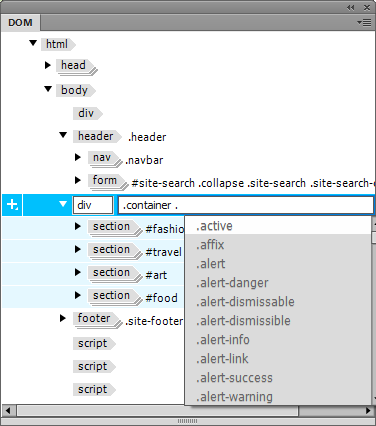 DOM
html
head
body
div
header .header
nav .navbar
form #site-search .collapse .site-search .site-search-
div .container .
section #fashio
section #travel
section #art
section #food
footer .site-footer
script
script
script
.active
.affix
.alert
.alert-danger
.alert-dismissable
.alert-dismissible
.alert-info
.alert-link
.alert-success
.alert-warning